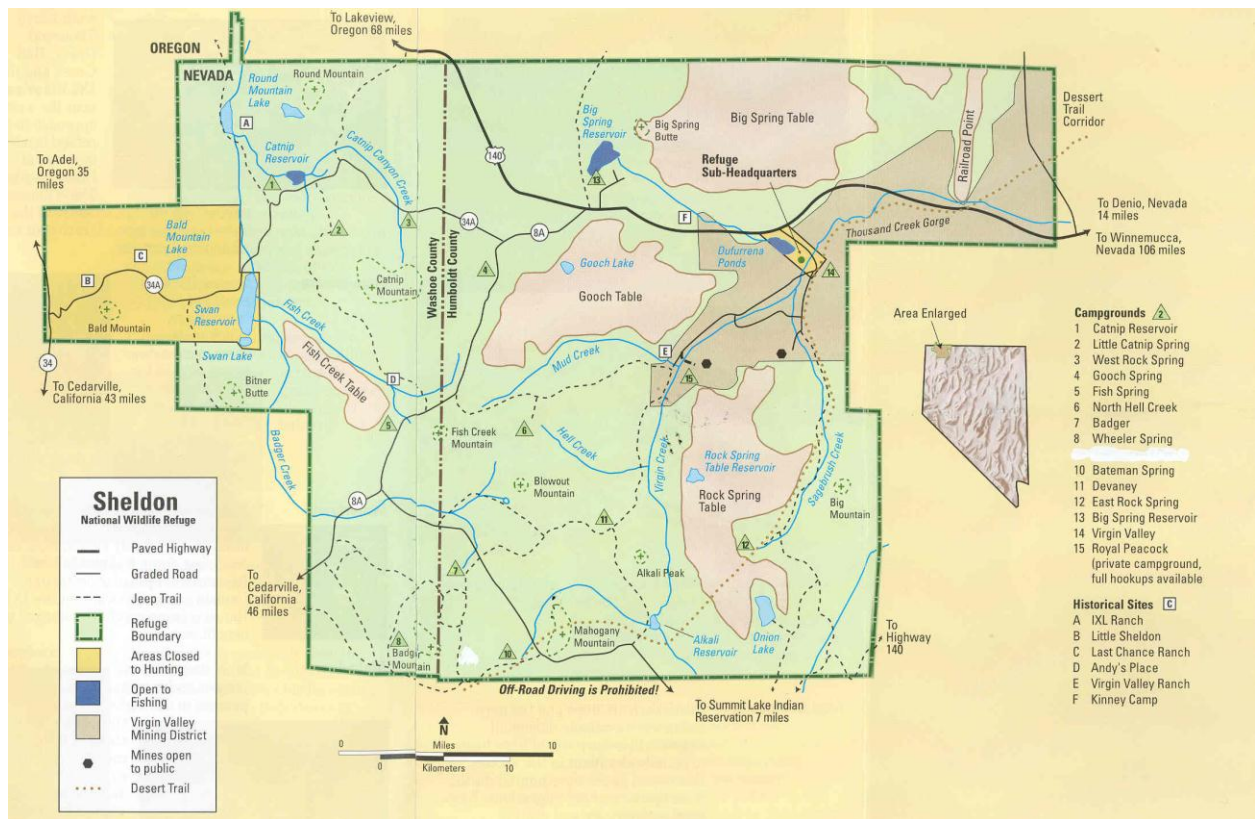 To Lakeview,
Oregon 68 miles
OREGON
NEVADA
Round
Mountain
Lake
Round Mountain
A
Catnip
Reservoir
Catnip Canyon Creek
1
2
3
34A
140
Big
Spring
Reservoir
13
Big Spring
Butte
Big Spring Table
Refuge
Sub-Headquarters
Railroad Point
Dessert
Trail
Corridor
To Adel,
Oregon 35
miles
Bald
Mountain
Lake
C
B
34A
Bald Mountain
34
To Cedarville,
California 43 miles
Swan
Reservoir
Swan Lake
Bitner
Butte
Fish Creek
Fish Creek Table
Catnip
Mountain
Washoe County
Humboldt County
8A
4
F
Gooch Lake
Gooch Table
Dufurrena
Ponds
14
Thousand Creek Gorge
To Denio, Nevada
14 miles
To Winnemucca,
Nevada 106 miles
D
5
Mud Creek
E
15
Badger Creek
Fish Creek
Mountain
6
Hell Creek
Virgin Creek
Rock Spring
Table Reservoir
Rock Spring
Table
Sagebrush Creek
Big
Mountain
8A
Blowout
Mountain
11
7
12
Alkali Peak
To
Cedarville,
California
46 miles
8
Badger
Mountain
10
Mahogany
Mountain
Alkali
Reservoir
Onion
Lake
To
Highway
140
Off-Road Driving is Prohibited!
To Summit Lake Indian
Reservation 7 miles
N
0 Miles 10
0 Kilometers 10
Sheldon
National Wildlife Refuge
Paved Highway
Graded Road
Jeep Trail
Refuge
Boundary
Areas Closed
to Hunting
Open to
Fishing
Virgin Valley
Mining District
Mines open
to public
Desert Trail
Area Enlarged
Campgrounds 2
1 Catnip Reservoir
2 Little Catnip Spring
3 West Rock Spring
4 Gooch Spring
5 Fish Spring
6 North Hell Creek
7 Badger
8 Wheeler Spring
10 Bateman Spring
11 Devaney
12 East Rock Spring
13 Big Spring Reservoir
14 Virgin Valley
15 Royal Peacock
(private campground,
full hookups available
Historical Sites C
A IXL Ranch
B Little Sheldon
C Last Chance Ranch
D Andy's Place
E Virgin Valley Ranch
F Kinney Camp